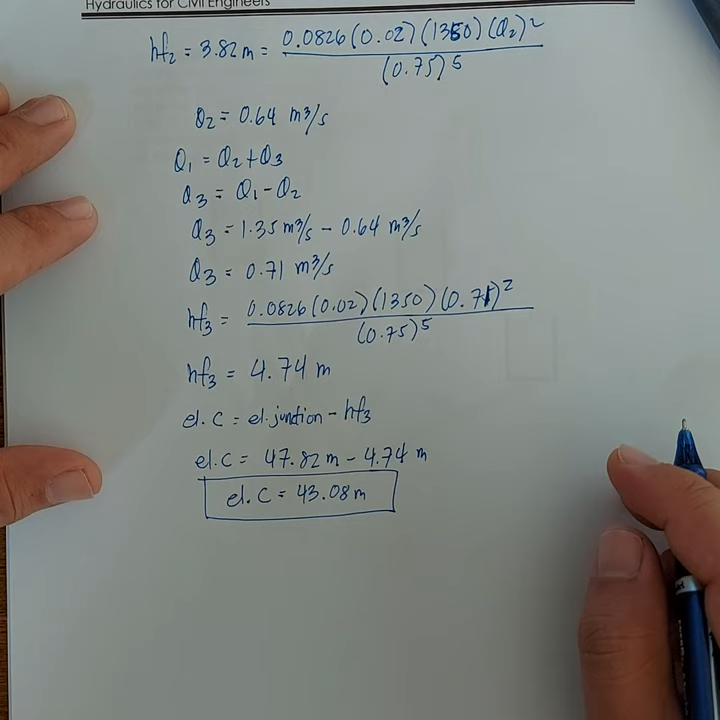 Hydraulics for Civil Engineers
hf₂ = 3.82 m = 0.0826 (0.02) (1350) (Q₂)² / (0.75)⁵
Q₂ = 0.64 m³/s
Q₁ = Q₂ + Q₃
Q₃ = Q₁ - Q₂
Q₃ = 1.35 m³/s - 0.64 m³/s
Q₃ = 0.71 m³/s
hf₃ = 0.0826 (0.02) (1350) (0.71)² / (0.75)⁵
hf₃ = 4.74 m
el. C = el. junction - hf₃
el. C = 47.82 m - 4.74 m
el. C = 43.08 m